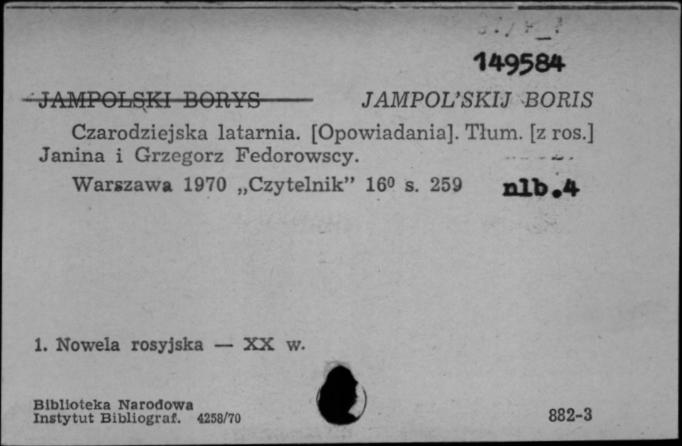 149584
JAMPOLSKI BORYS JAMPOL’SKIJ BORIS
Czarodziejska latarnia. [Opowiadania]. Tłum. [z ros.]
Janina i Grzegorz Fedorowscy.
Warszawa 1970 „Czytelnik” 16⁰ s. 259 nlb.4
1. Nowela rosyjska — XX w.
Biblioteka Narodowa
Instytut Bibliograf. 4258/70 882-3